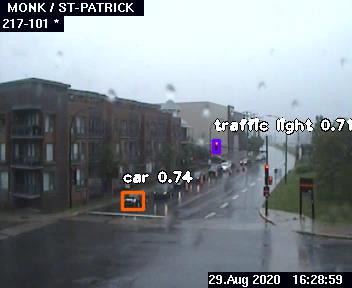 MONK / ST-PATRICK
217-101 *
traffic light 0.71
car 0.74
29.Aug 2020 16:28:59